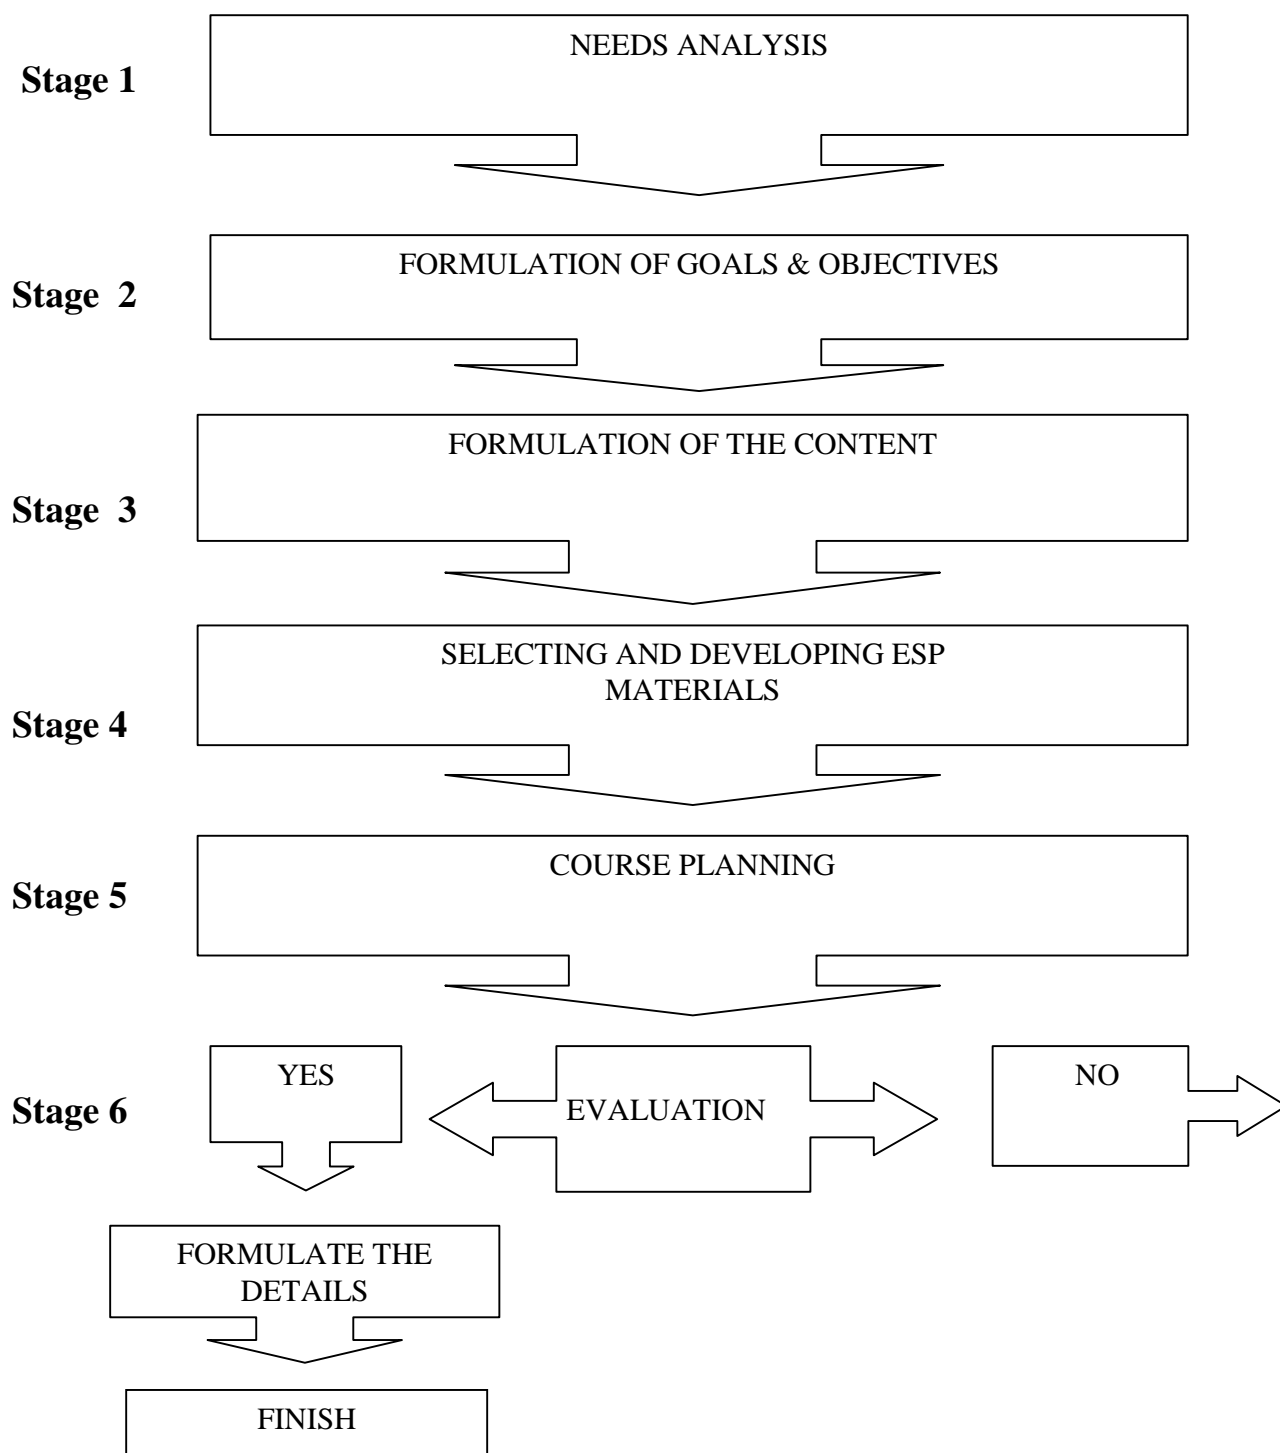 NEEDS ANALYSIS
Stage 1
FORMULATION OF GOALS & OBJECTIVES
Stage 2
FORMULATION OF THE CONTENT
Stage 3
SELECTING AND DEVELOPING ESP
MATERIALS
Stage 4
COURSE PLANNING
Stage 5
YES
EVALUATION
NO
Stage 6
FORMULATE THE
DETAILS
FINISH